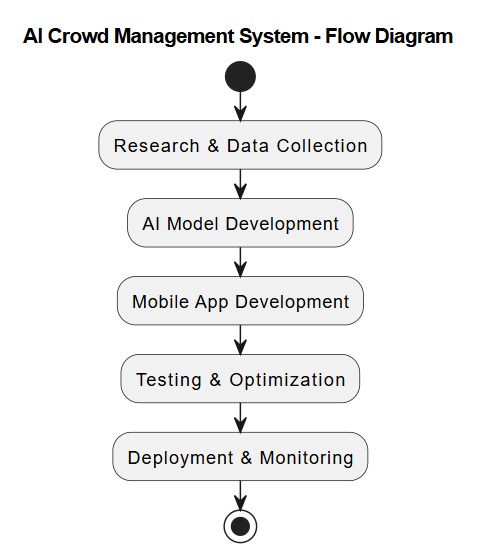 AI Crowd Management System - Flow Diagram
Research & Data Collection
AI Model Development
Mobile App Development
Testing & Optimization
Deployment & Monitoring